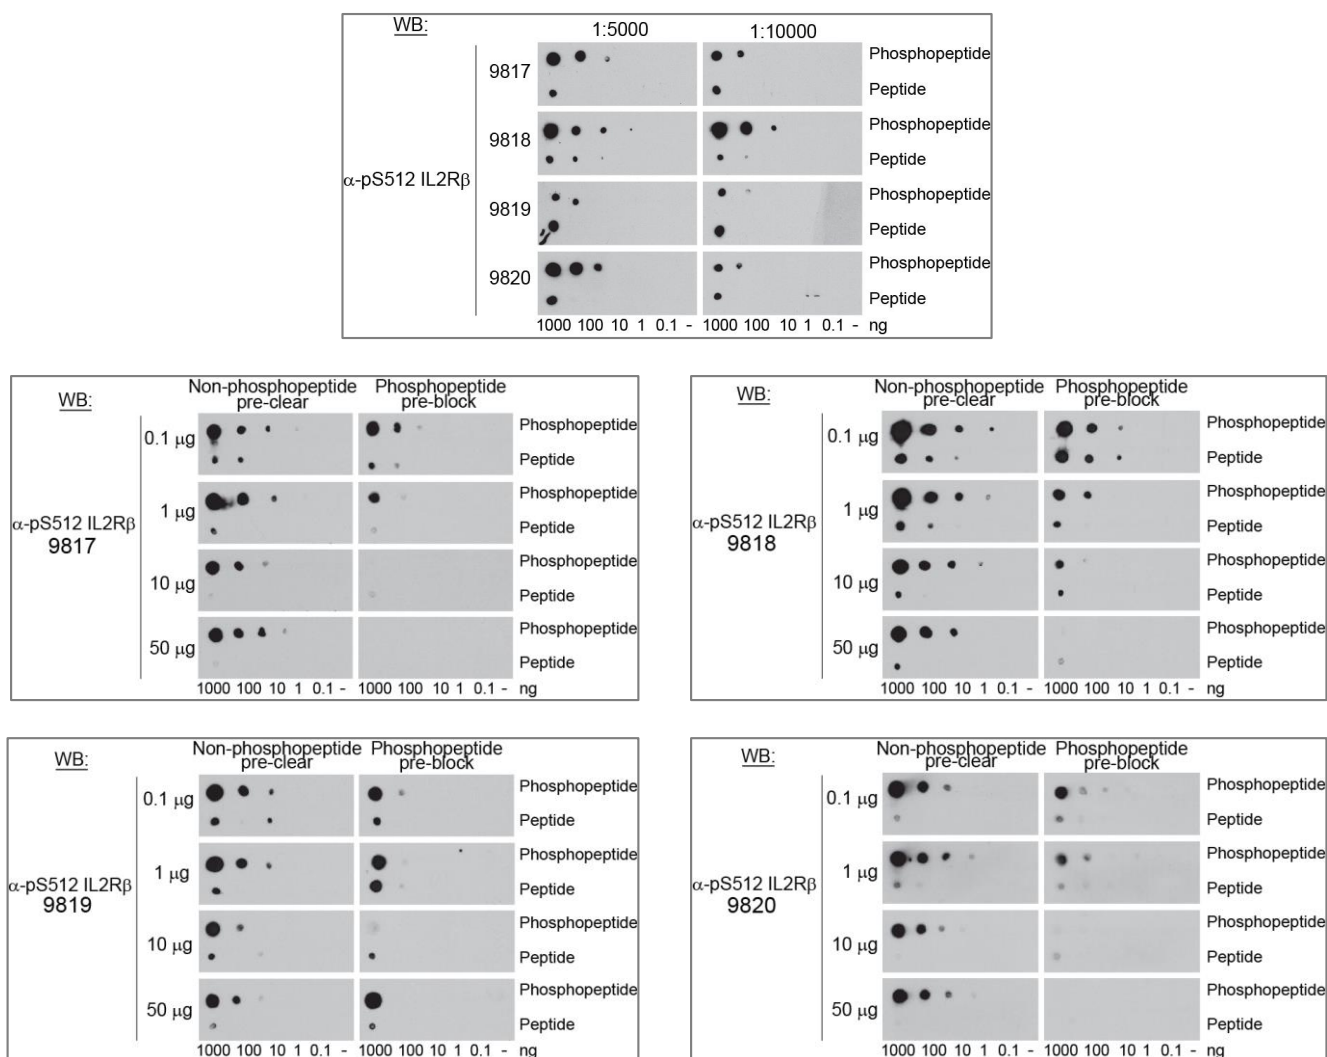 WB: 1:5000 1:10000
9817 Phosphopeptide
Peptide
9818 Phosphopeptide
Peptide
α-pS512 IL2Rβ
9819 Phosphopeptide
Peptide
9820 Phosphopeptide
Peptide
1000 100 10 1 0.1 - 1000 100 10 1 0.1 - ng
WB: Non-phosphopeptide pre-clear Phosphopeptide pre-block
0.1 μg Phosphopeptide
Peptide
1 μg Phosphopeptide
Peptide
α-pS512 IL2Rβ
9817
10 μg Phosphopeptide
Peptide
50 μg Phosphopeptide
Peptide
1000 100 10 1 0.1 - 1000 100 10 1 0.1 - ng
WB: Non-phosphopeptide pre-clear Phosphopeptide pre-block
0.1 μg Phosphopeptide
Peptide
1 μg Phosphopeptide
Peptide
α-pS512 IL2Rβ
9818
10 μg Phosphopeptide
Peptide
50 μg Phosphopeptide
Peptide
1000 100 10 1 0.1 - 1000 100 10 1 0.1 - ng
WB: Non-phosphopeptide pre-clear Phosphopeptide pre-block
0.1 μg Phosphopeptide
Peptide
1 μg Phosphopeptide
Peptide
α-pS512 IL2Rβ
9819
10 μg Phosphopeptide
Peptide
50 μg Phosphopeptide
Peptide
1000 100 10 1 0.1 - 1000 100 10 1 0.1 - ng
WB: Non-phosphopeptide pre-clear Phosphopeptide pre-block
0.1 μg Phosphopeptide
Peptide
1 μg Phosphopeptide
Peptide
α-pS512 IL2Rβ
9820
10 μg Phosphopeptide
Peptide
50 μg Phosphopeptide
Peptide
1000 100 10 1 0.1 - 1000 100 10 1 0.1 - ng